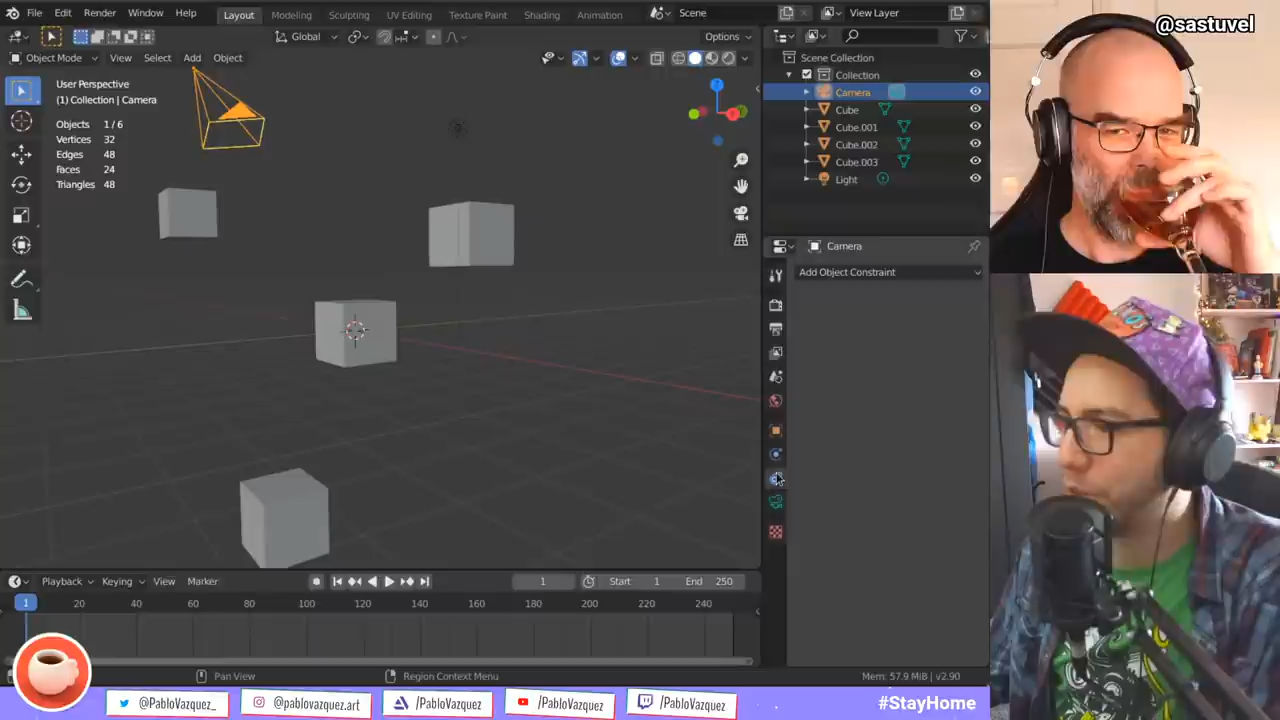 File Edit Render Window Help Layout Modeling Sculpting UV Editing Texture Paint Shading Animation Scene View Layer
Global Options
Object Mode View Select Add Object
User Perspective
(1) Collection | Camera
Objects 1 / 6
Vertices 32
Edges 48
Faces 24
Triangles 48
Z
Scene Collection
Collection
Camera
Cube
Cube.001
Cube.002
Cube.003
Light
Camera
Add Object Constraint
@sastuvel
Playback Keying View Marker 1 Start 1 End 250
1 20 40 60 80 100 120 140 160 180 200 220 240
Pan View Region Context Menu Mem: 57.9 MiB | v2.90
@PabloVazquez_ @pablovazquez.art /PabloVazquez /PabloVazquez /PabloVazquez #StayHome